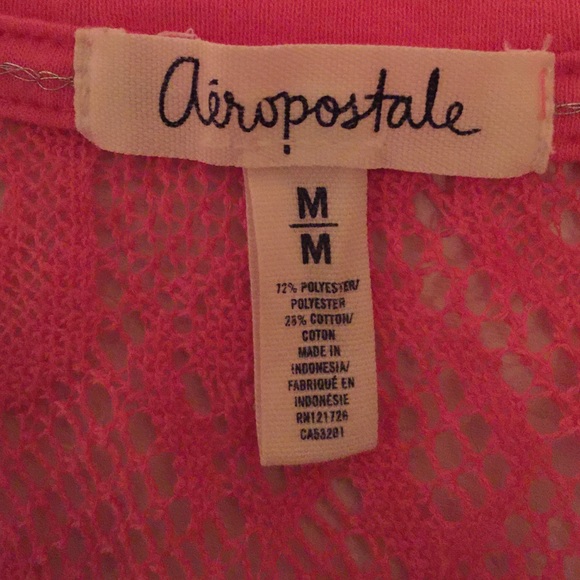 aéropostale
M
M
72% POLYESTER/
POLYESTER
28% COTTON/
COTON
MADE IN
INDONESIA/
FABRIQUÉ EN
INDONÉSIE
RN121726
CA53201